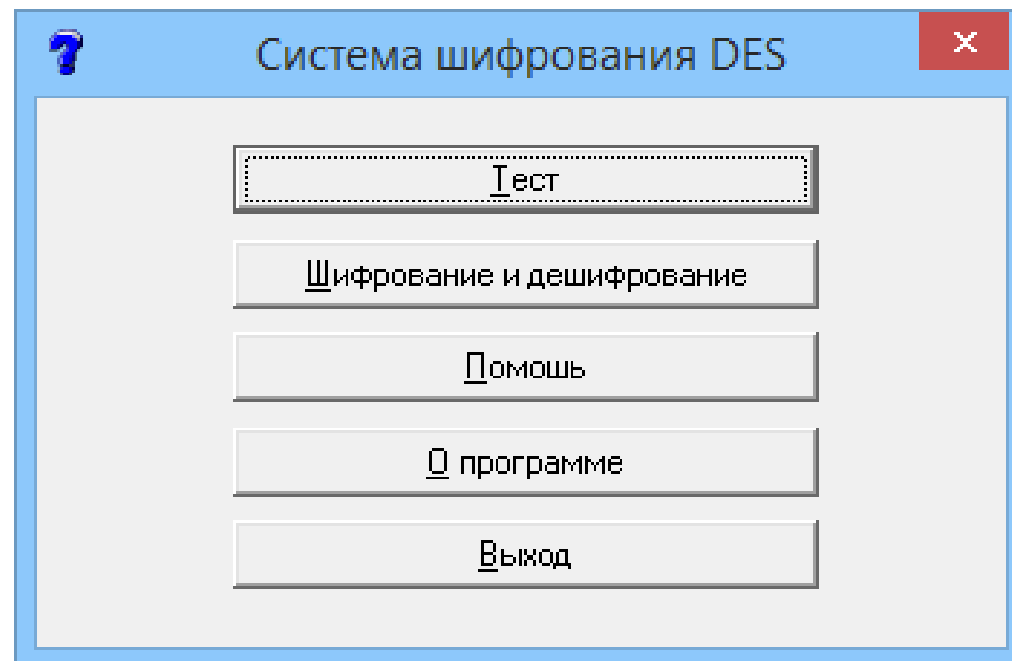 Система шифрования DES
Тест
Шифрование и дешифрование
Помошь
О программе
Выход